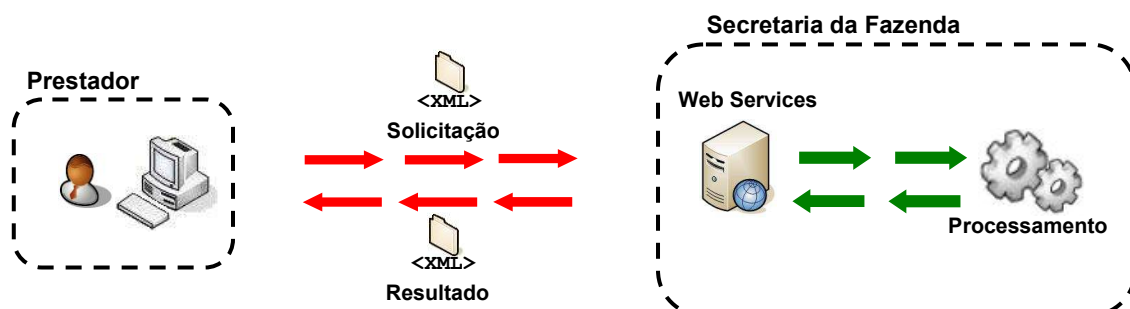 Secretaria da Fazenda
Prestador
<XML>
Solicitação
Web Services
Processamento
<XML>
Resultado